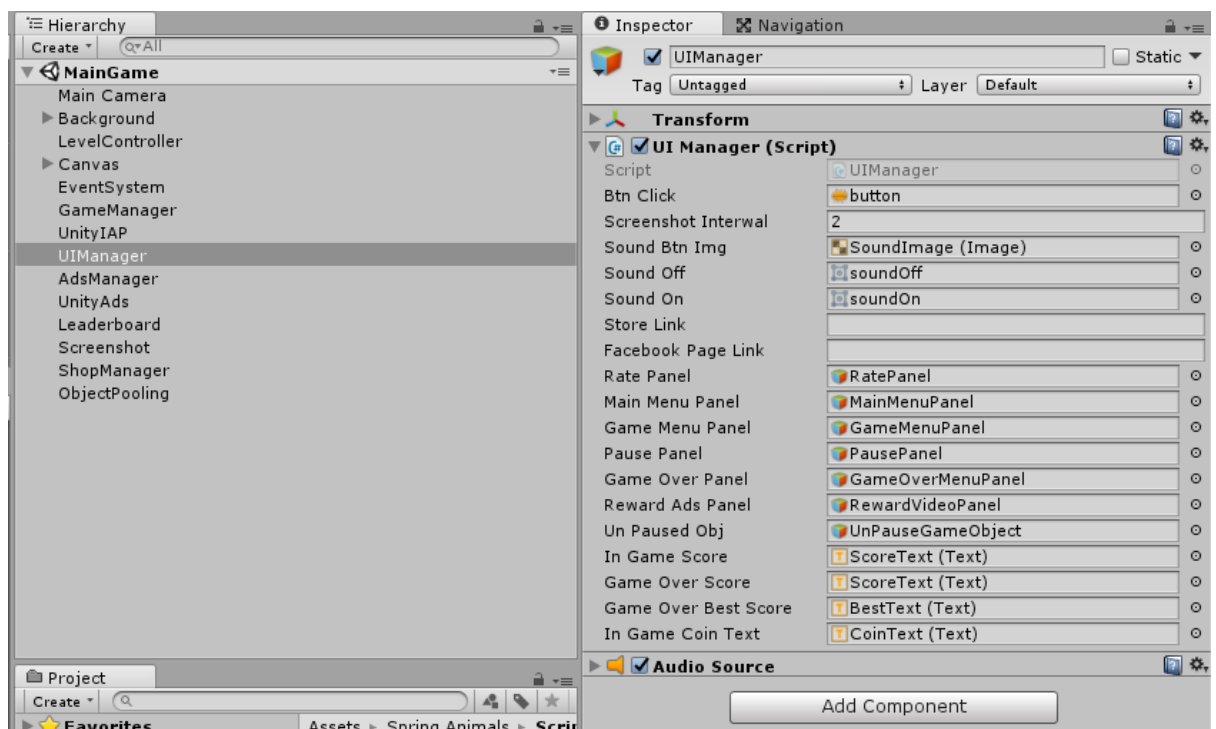 Hierarchy
Create
All
MainGame
Main Camera
Background
LevelController
Canvas
EventSystem
GameManager
UnityIAP
UIManager
AdsManager
UnityAds
Leaderboard
Screenshot
ShopManager
ObjectPooling
Project
Create
Favorites
Assets Spring Animals Scrip
Inspector Navigation
UIManager Static
Tag Untagged Layer Default
Transform
UI Manager (Script)
Script UIManager
Btn Click button
Screenshot Interwal 2
Sound Btn Img SoundImage (Image)
Sound Off soundOff
Sound On soundOn
Store Link
Facebook Page Link
Rate Panel RatePanel
Main Menu Panel MainMenuPanel
Game Menu Panel GameMenuPanel
Pause Panel PausePanel
Game Over Panel GameOverMenuPanel
Reward Ads Panel RewardVideoPanel
Un Paused Obj UnPauseGameObject
In Game Score ScoreText (Text)
Game Over Score ScoreText (Text)
Game Over Best Score BestText (Text)
In Game Coin Text CoinText (Text)
Audio Source
Add Component